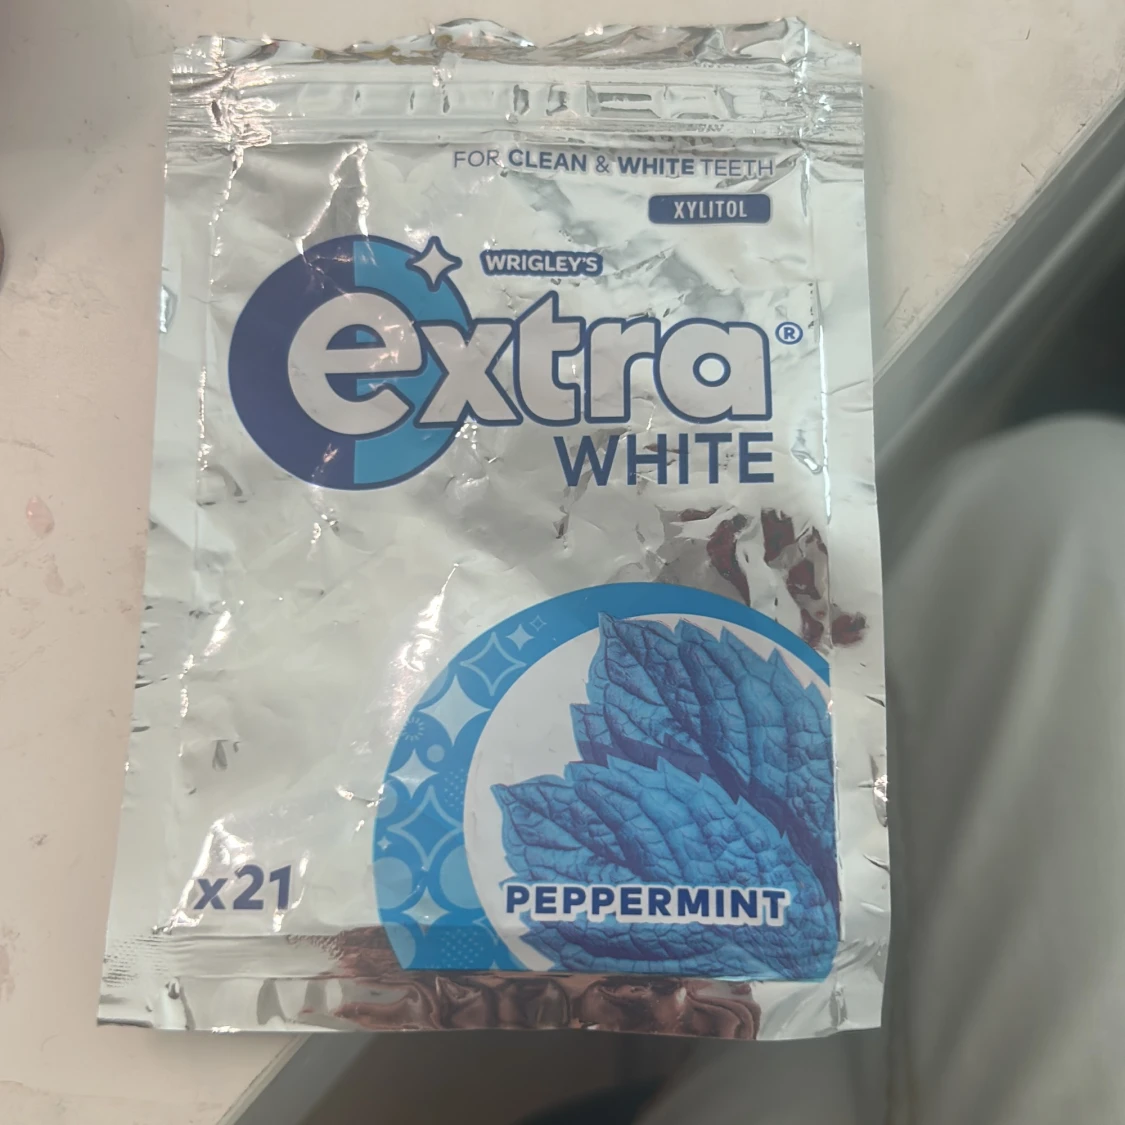 FOR CLEAN & WHITE TEETH
XYLITOL
WRIGLEY'S
extra®
WHITE
x21
PEPPERMINT